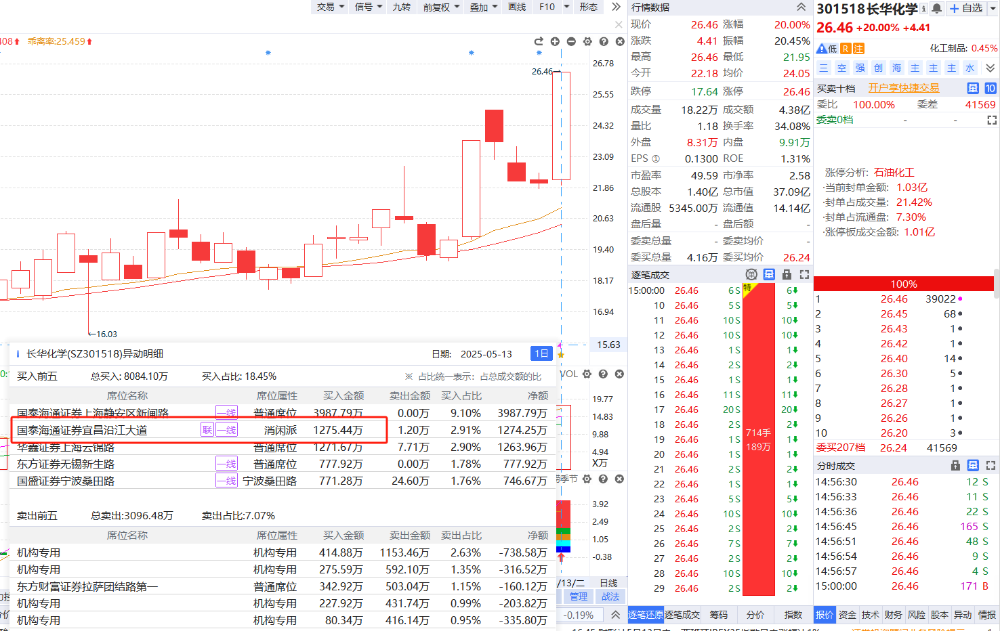 交易 信号 九转 前复权 叠加 画线 F10 形态
408 乖离率:25.459
26.78
25.55
24.32
23.09
21.86
20.63
19.40
18.17
16.94
15.63
26.46
16.03
长华化学(SZ301518)异动明细 日期: 2025-05-13 1日
买入前五 总买入: 8084.10万 买入占比: 18.45% ※ 占比统一表示: 占总成交额的比
席位名称 席位属性 买入金额 卖出金额 买入占比 净额
国泰海通证券上海静安区新闸路 一线 普通席位 3987.79万 0.00万 9.10% 3987.79万
国泰海通证券宜昌沿江大道 联 一线 消闲派 1275.44万 1.20万 2.91% 1274.25万
华鑫证券上海云锦路 普通席位 1271.67万 7.71万 2.90% 1263.96万
东方证券无锡新生路 一线 普通席位 777.92万 0.00万 1.78% 777.92万
国盛证券宁波桑田路 一线 宁波桑田路 771.28万 24.60万 1.76% 746.67万
卖出前五 总卖出:3096.48万 卖出占比:7.07%
席位名称 席位属性 买入金额 卖出金额 卖出占比 净额
机构专用 机构专用 414.88万 1153.46万 2.63% -738.58万
机构专用 机构专用 275.59万 592.10万 1.35% -316.52万
东方财富证券拉萨团结路第一 普通席位 342.92万 503.04万 1.15% -160.12万
机构专用 机构专用 227.92万 431.74万 0.99% -203.82万
机构专用 机构专用 80.34万 416.14万 0.95% -335.80万
VOL
19.77
14.83
9.88
4.94
X万
季节
3.92
2.49
1.05
-0.38
/13/二 日线
管理 战法
-0.19%
行情数据
现价 26.46 涨幅 20.00%
涨跌 4.41 振幅 20.45%
最高 26.46 最低 21.95
今开 22.18 均价 24.05
跌停 17.64 涨停 26.46
成交量 18.22万 成交额 4.38亿
量比 1.18 换手率 34.08%
外盘 8.31万 内盘 9.91万
EPS ① 0.1300 ROE 1.31%
市盈率 49.59 市净率 2.58
总股本 1.40亿 总市值 37.09亿
流通股 5345.00万 流通值 14.14亿
盘后量 - 盘后额 -
委卖总量 - 委卖均价 -
委买总量 4.16万 委买均价 26.24
逐笔成交 单 量
特
15:00:00 26.46 6 S 6
10 26.46 5 S 5
11 26.46 10 S 10
12 26.46 10 S 10
13 26.46 1 S 1
14 26.46 2 S 2
15 26.46 1 S 1
16 26.46 11 S 11
17 26.46 20 S 20
18 26.46 2 S 2
19 26.46 1 S 1
20 26.46 1 S 1
21 26.46 2 S 2
22 26.46 1 S 1
23 26.46 5 S 5
24 26.46 10 S 10
25 26.46 2 S 2
26 26.46 7 S 7
27 26.46 2 S 2
28 26.46 10 S 10
29 26.46 2 S 2
714手
189万
逐笔还原 逐笔成交 筹码 分价 指数
301518 长华化学 自选
26.46 +20.00% +4.41
低 R 注 化工制品: 0.45%
三 空 强 创 海 主 主 主 水
买卖十档 开户享快捷交易 量 10
委比 100.00% 委差 41569
委卖0档 - -
涨停分析: 石油化工
·当前封单金额: 1.03亿
·封单占成交量: 21.42%
·封单占流通盘: 7.30%
·涨停板成交金额: 1.01亿
100%
1 26.46 39022
2 26.45 68
3 26.43 1
4 26.42 1
5 26.40 14
6 26.30 5
7 26.28 1
8 26.27 1
9 26.26 1
10 26.20 3
委买207档 26.24 41569
分时成交 量
14:56:30 26.46 12 S
14:56:33 26.46 11 S
14:56:36 26.46 22 S
14:56:45 26.46 165 S
14:56:51 26.46 48 S
14:56:54 26.46 9 S
14:56:57 26.46 4 S
15:00:00 26.46 171 B
报价 资金 技术 财务 风险 股本 异动 情报